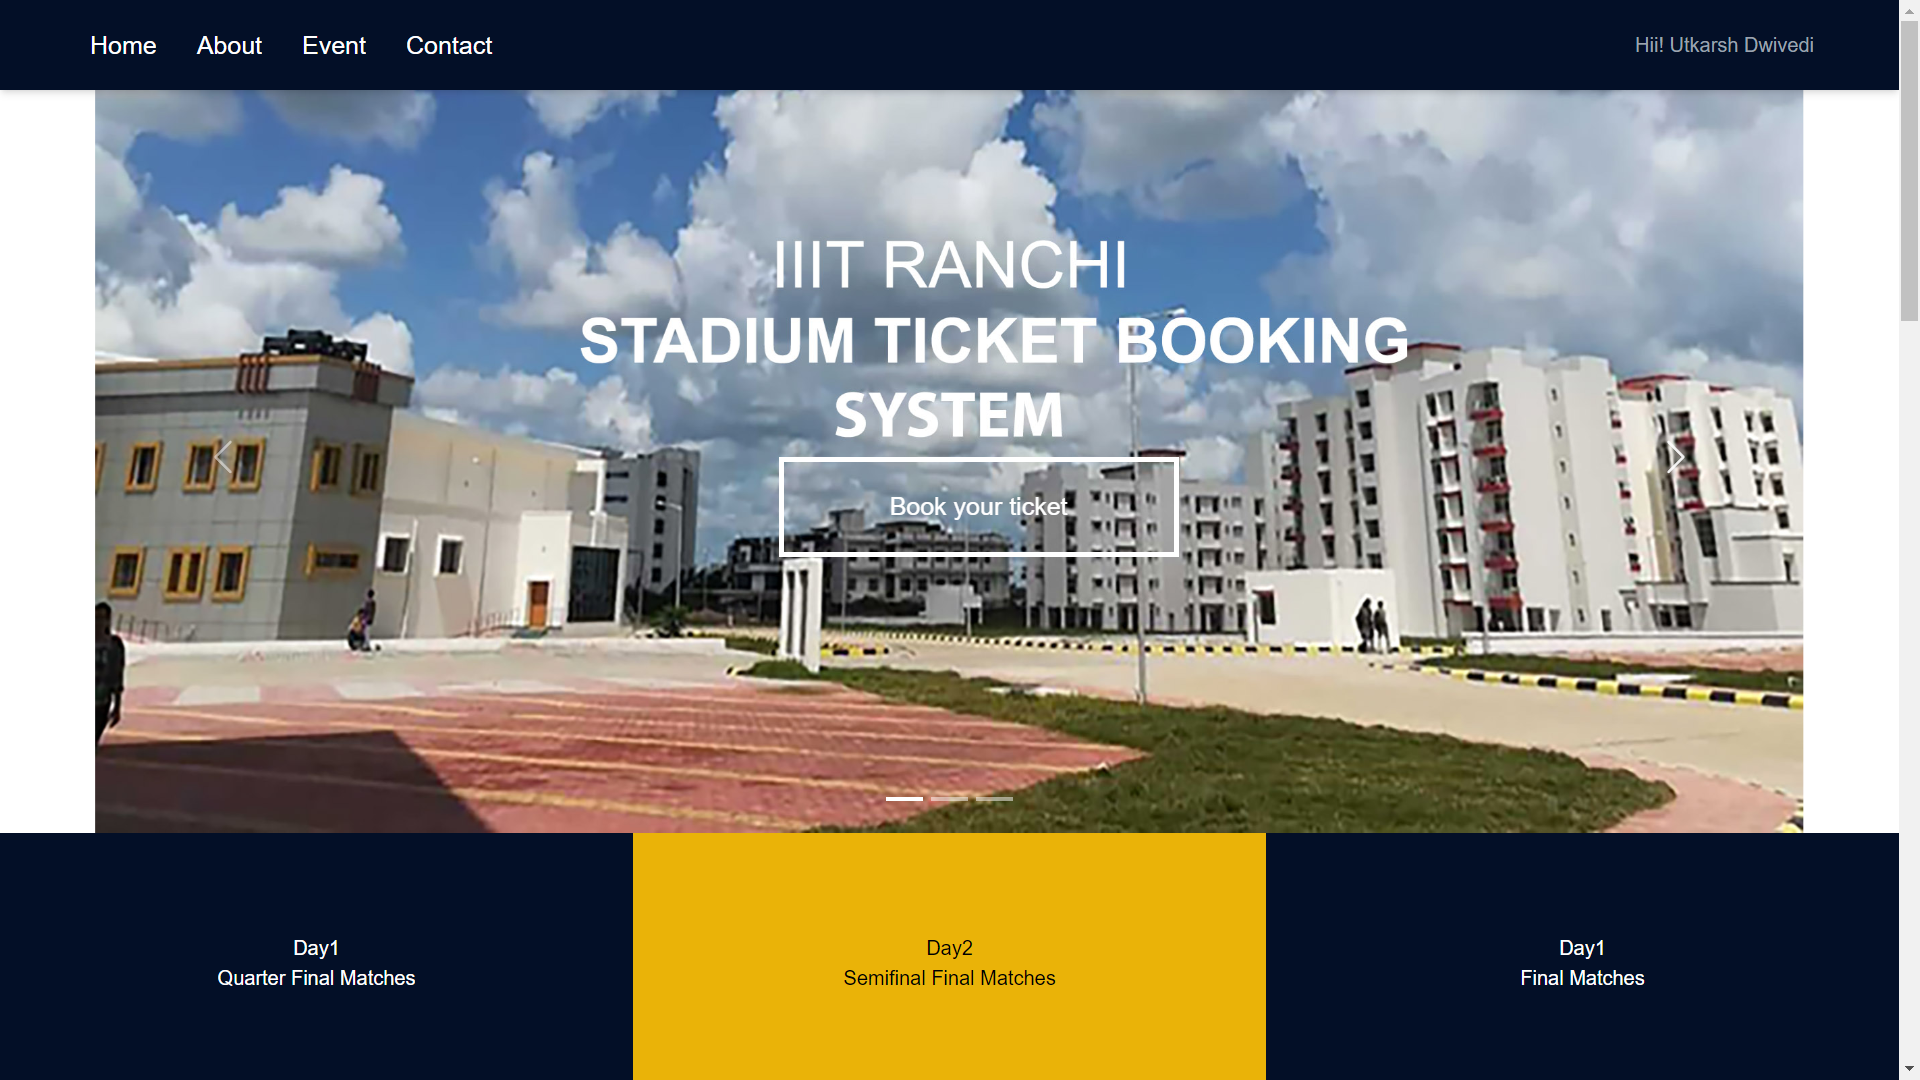 Home About Event Contact Hii! Utkarsh Dwivedi
IIIT RANCHI
STADIUM TICKET BOOKING
SYSTEM
Book your ticket
Day1
Quarter Final Matches
Day2
Semifinal Final Matches
Day1
Final Matches